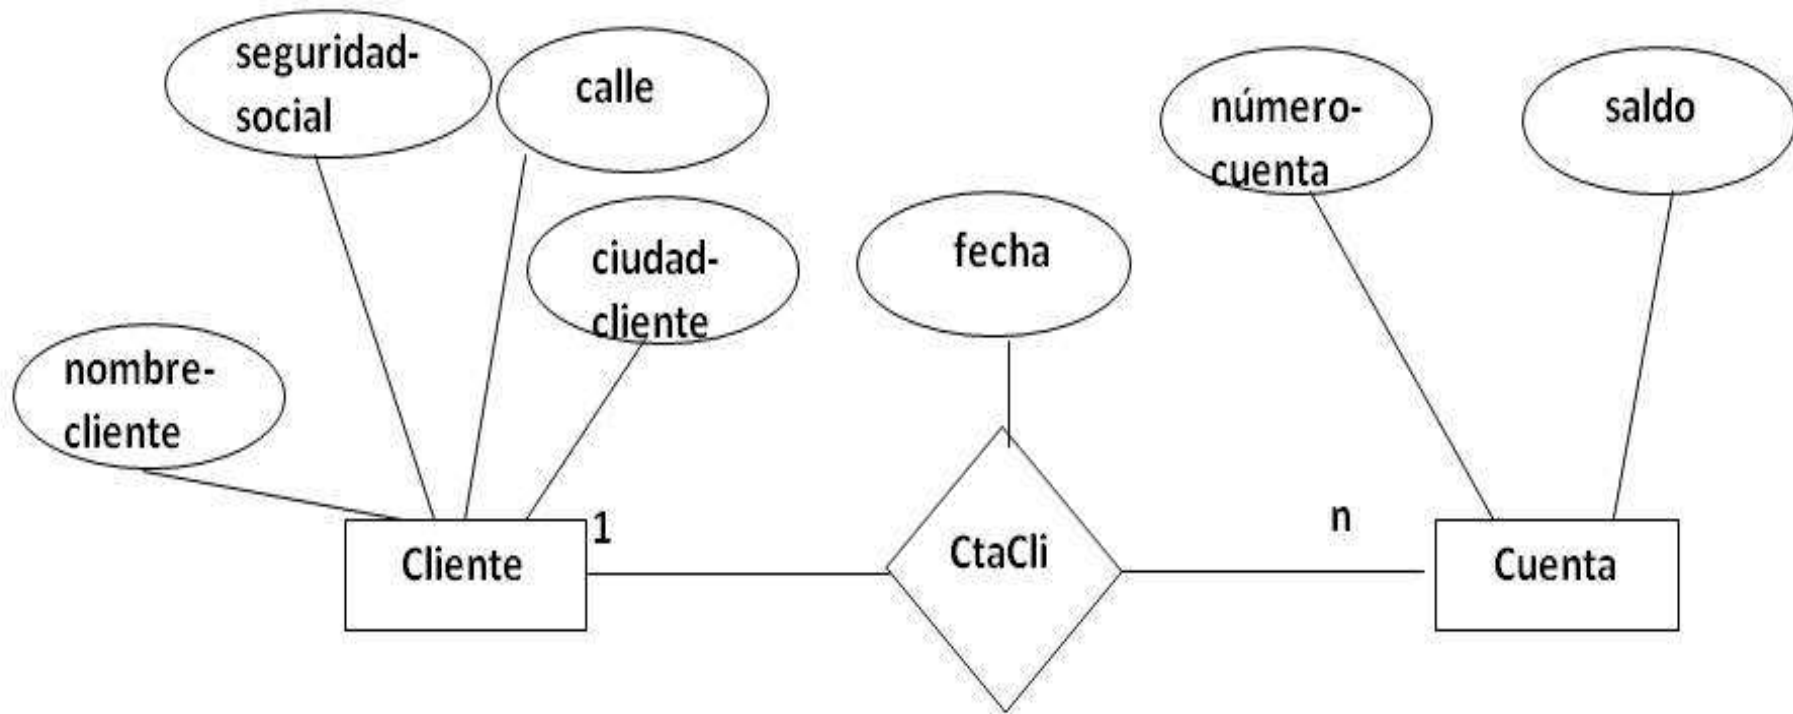 seguridad-
social
calle
ciudad-
cliente
nombre-
cliente
fecha
número-
cuenta
saldo
Cliente
1
CtaCli
n
Cuenta